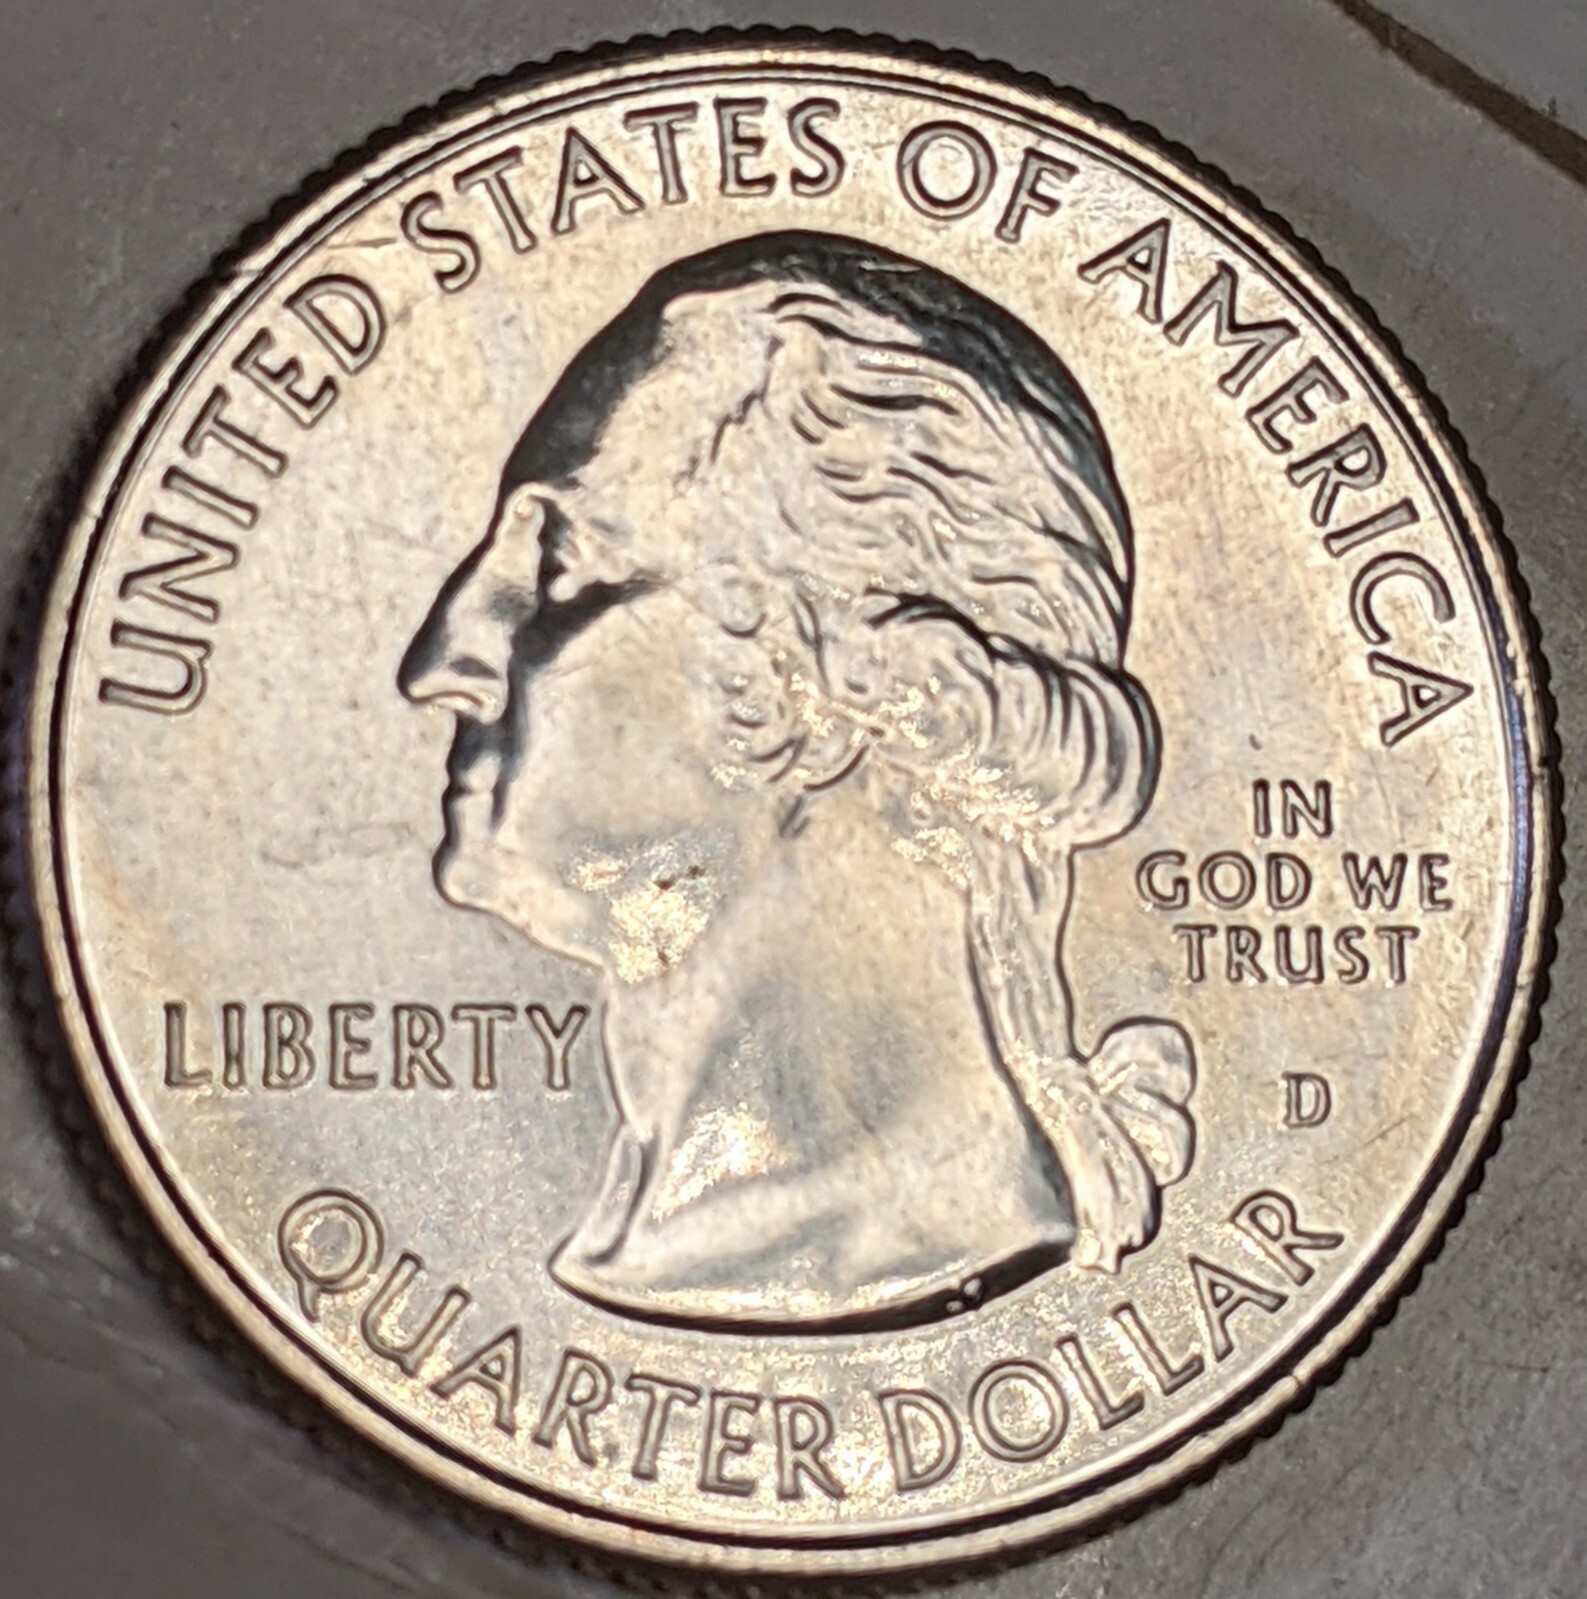 UNITED STATES OF AMERICA
IN
GOD WE
TRUST
LIBERTY
D
QUARTER DOLLAR